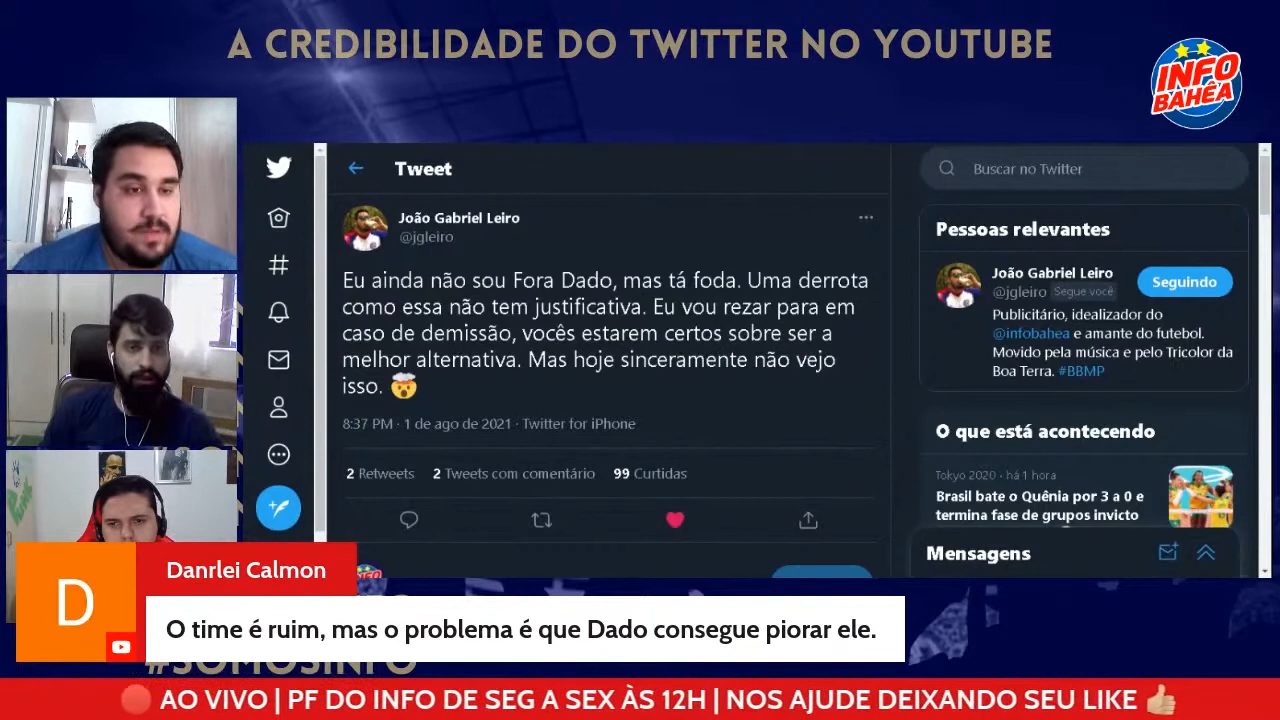 A CREDIBILIDADE DO TWITTER NO YOUTUBE
INFO
BAHÊA
Tweet
Buscar no Twitter
João Gabriel Leiro
@jgleiro
Eu ainda não sou Fora Dado, mas tá foda. Uma derrota
como essa não tem justificativa. Eu vou rezar para em
caso de demissão, vocês estarem certos sobre ser a
melhor alternativa. Mas hoje sinceramente não vejo
isso. 🤯
8:37 PM · 1 de ago de 2021 · Twitter for iPhone
2 Retweets 2 Tweets com comentário 99 Curtidas
Pessoas relevantes
João Gabriel Leiro
@jgleiro Segue você
Seguindo
Publicitário, idealizador do
@infobahea e amante do futebol.
Movido pela música e pelo Tricolor da
Boa Terra. #BBMP
O que está acontecendo
Tokyo 2020 · há 1 hora
Brasil bate o Quênia por 3 a 0 e
termina fase de grupos invicto
Mensagens
INFO
D
Danrlei Calmon
O time é ruim, mas o problema é que Dado consegue piorar ele.
#SOMOSINFO
🔴 AO VIVO | PF DO INFO DE SEG A SEX ÀS 12H | NOS AJUDE DEIXANDO SEU LIKE 👍🏼